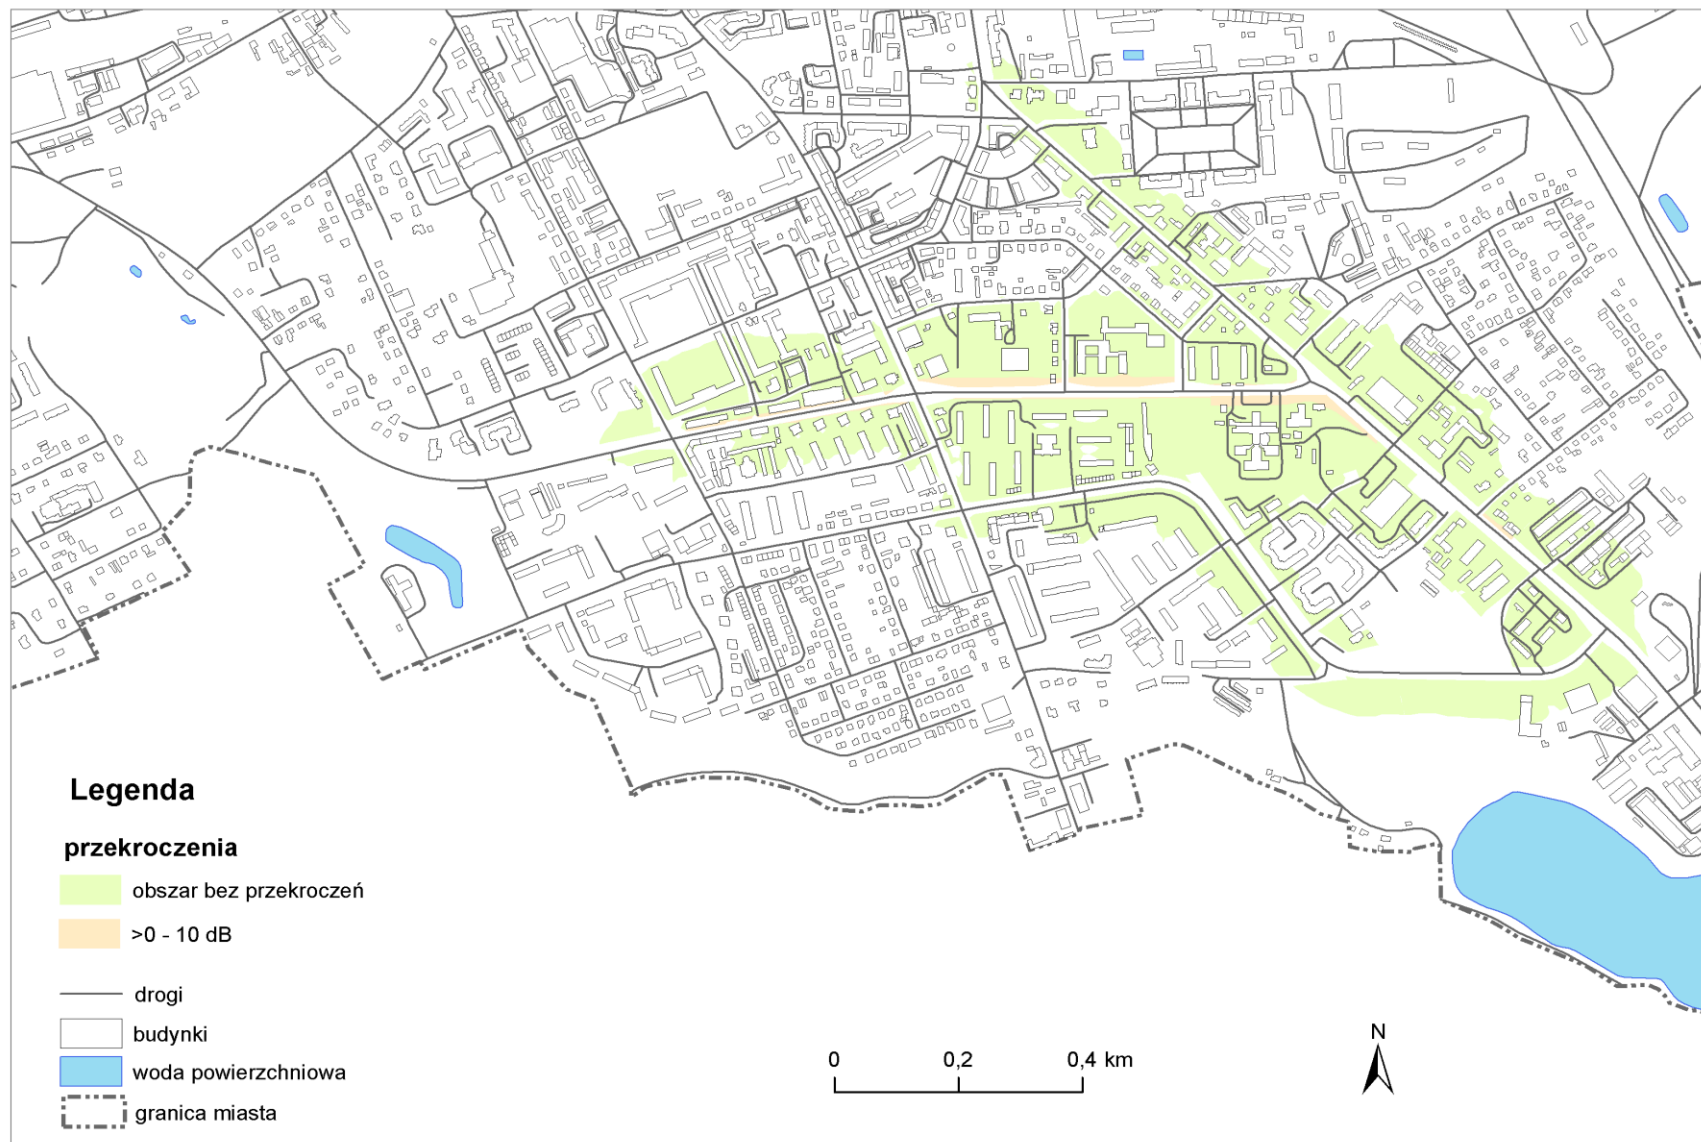 Legenda
przekroczenia
obszar bez przekroczeń
>0 - 10 dB
drogi
budynki
woda powierzchniowa
granica miasta
0 0,2 0,4 km
N